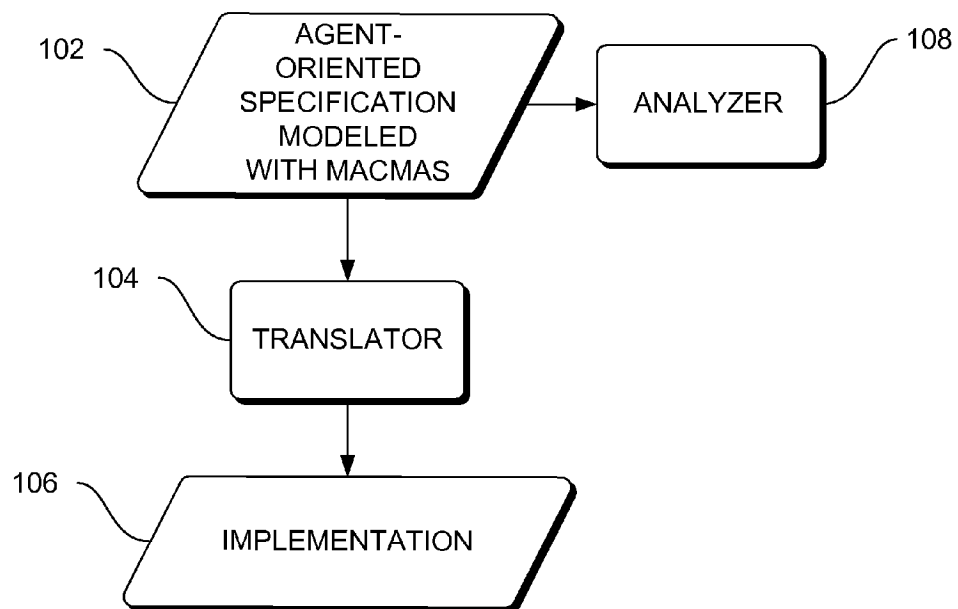 102
AGENT-
ORIENTED
SPECIFICATION
MODELED
WITH MACMAS
108
ANALYZER
104
TRANSLATOR
106
IMPLEMENTATION